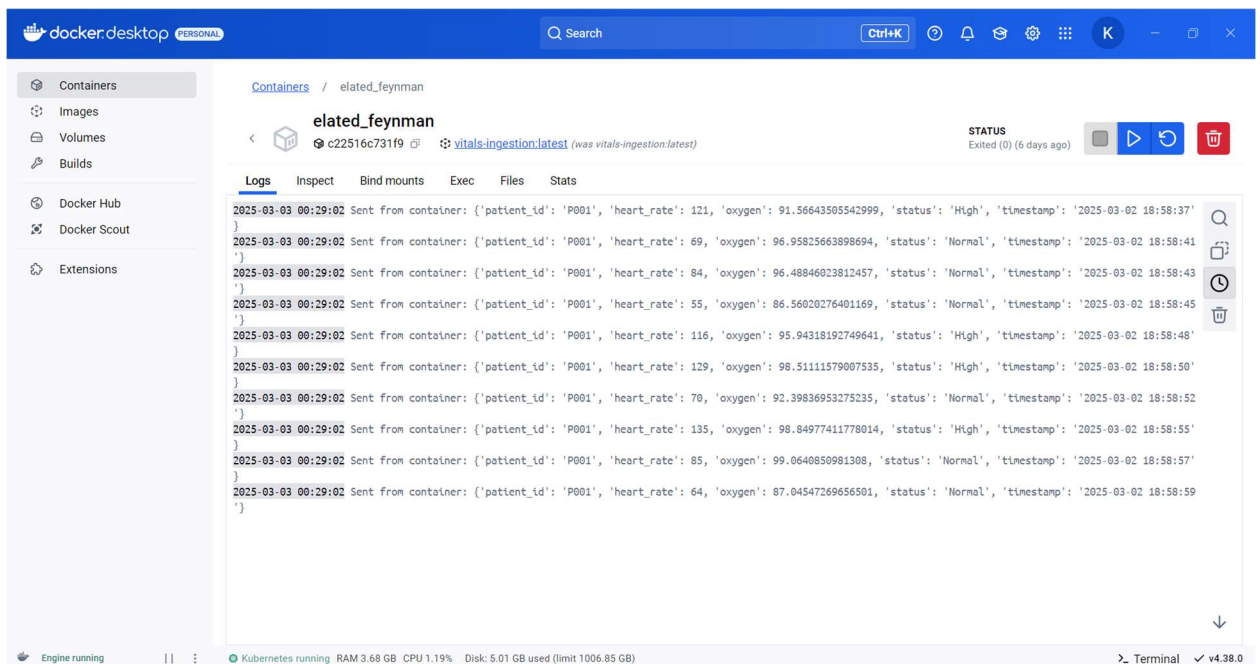 docker.desktop PERSONAL
Search
Ctrl+K
K
Containers
Images
Volumes
Builds
Docker Hub
Docker Scout
Extensions
Containers / elated_feynman
elated_feynman
c22516c731f9 vitals-ingestion:latest (was vitals-ingestion:latest)
STATUS
Exited (0) (6 days ago)
Logs Inspect Bind mounts Exec Files Stats
2025-03-03 00:29:02 Sent from container: {'patient_id': 'P001', 'heart_rate': 121, 'oxygen': 91.56643505542999, 'status': 'High', 'timestamp': '2025-03-02 18:58:37'
}
2025-03-03 00:29:02 Sent from container: {'patient_id': 'P001', 'heart_rate': 69, 'oxygen': 96.95825663898694, 'status': 'Normal', 'timestamp': '2025-03-02 18:58:41
'}
2025-03-03 00:29:02 Sent from container: {'patient_id': 'P001', 'heart_rate': 84, 'oxygen': 96.48846023812457, 'status': 'Normal', 'timestamp': '2025-03-02 18:58:43
'}
2025-03-03 00:29:02 Sent from container: {'patient_id': 'P001', 'heart_rate': 55, 'oxygen': 86.56020276401169, 'status': 'Normal', 'timestamp': '2025-03-02 18:58:45
'}
2025-03-03 00:29:02 Sent from container: {'patient_id': 'P001', 'heart_rate': 116, 'oxygen': 95.94318192749641, 'status': 'High', 'timestamp': '2025-03-02 18:58:48'
}
2025-03-03 00:29:02 Sent from container: {'patient_id': 'P001', 'heart_rate': 129, 'oxygen': 98.51111579007535, 'status': 'High', 'timestamp': '2025-03-02 18:58:50'
}
2025-03-03 00:29:02 Sent from container: {'patient_id': 'P001', 'heart_rate': 70, 'oxygen': 92.39836953275235, 'status': 'Normal', 'timestamp': '2025-03-02 18:58:52
'}
2025-03-03 00:29:02 Sent from container: {'patient_id': 'P001', 'heart_rate': 135, 'oxygen': 98.84977411778014, 'status': 'High', 'timestamp': '2025-03-02 18:58:55'
}
2025-03-03 00:29:02 Sent from container: {'patient_id': 'P001', 'heart_rate': 85, 'oxygen': 99.0640850981308, 'status': 'Normal', 'timestamp': '2025-03-02 18:58:57'
}
2025-03-03 00:29:02 Sent from container: {'patient_id': 'P001', 'heart_rate': 64, 'oxygen': 87.04547269656501, 'status': 'Normal', 'timestamp': '2025-03-02 18:58:59
'}
Engine running
Kubernetes running RAM 3.68 GB CPU 1.19% Disk: 5.01 GB used (limit 1006.85 GB)
Terminal
v4.38.0